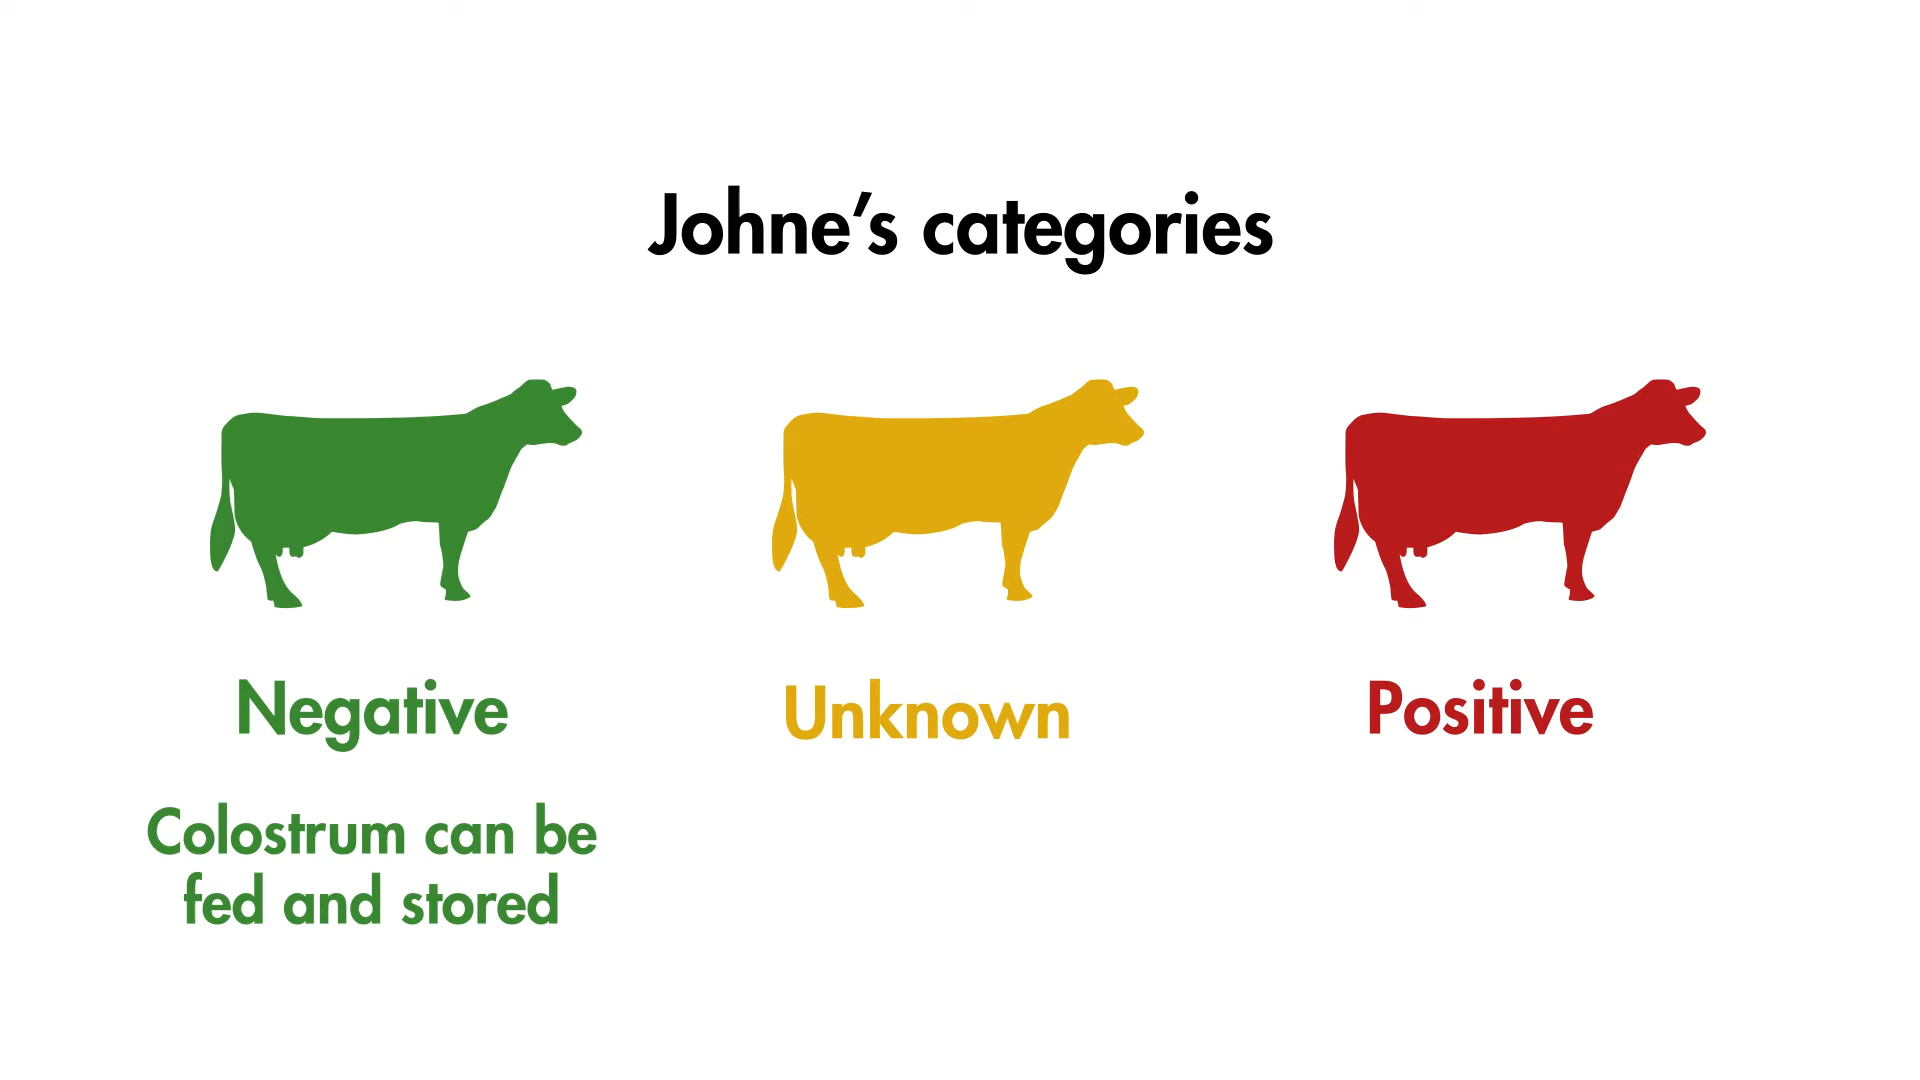 Johne’s categories
Negative
Unknown
Positive
Colostrum can be
fed and stored